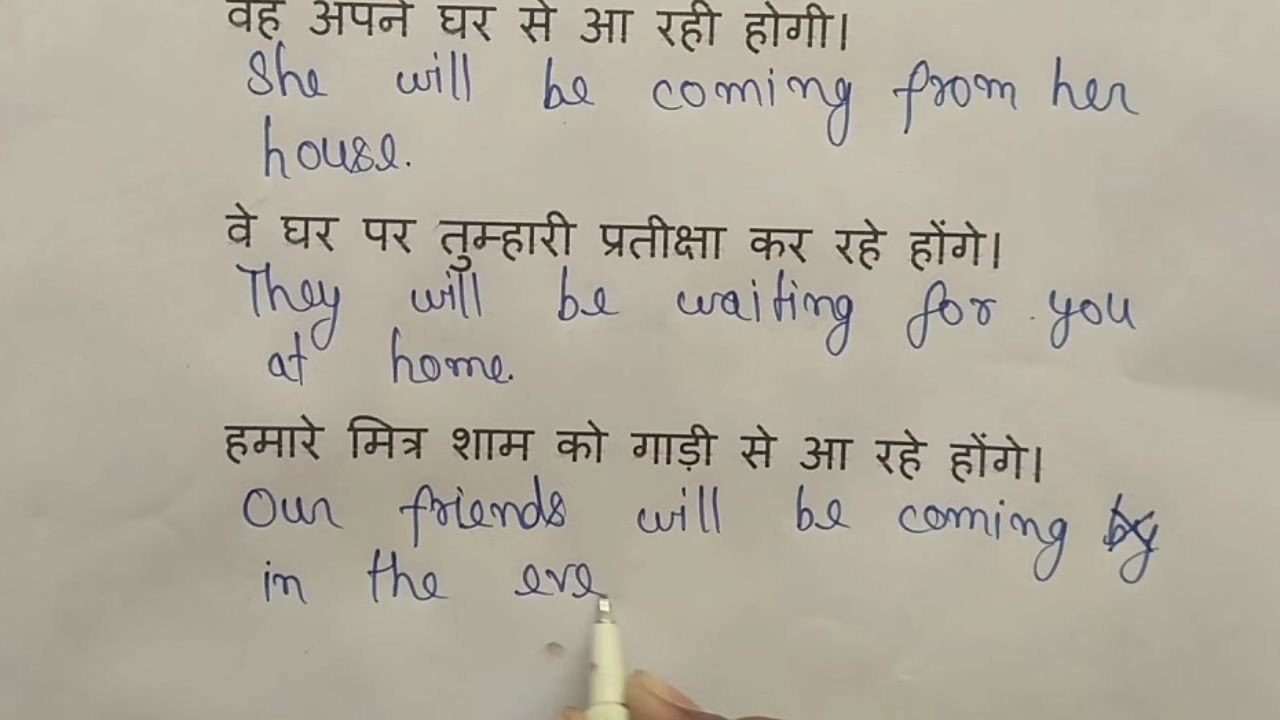 वह अपने घर से आ रही होगी।
She will be coming from her
house.
वे घर पर तुम्हारी प्रतीक्षा कर रहे होंगे।
They will be waiting for you
at home.
हमारे मित्र शाम को गाड़ी से आ रहे होंगे।
Our friends will be coming by
in the eve